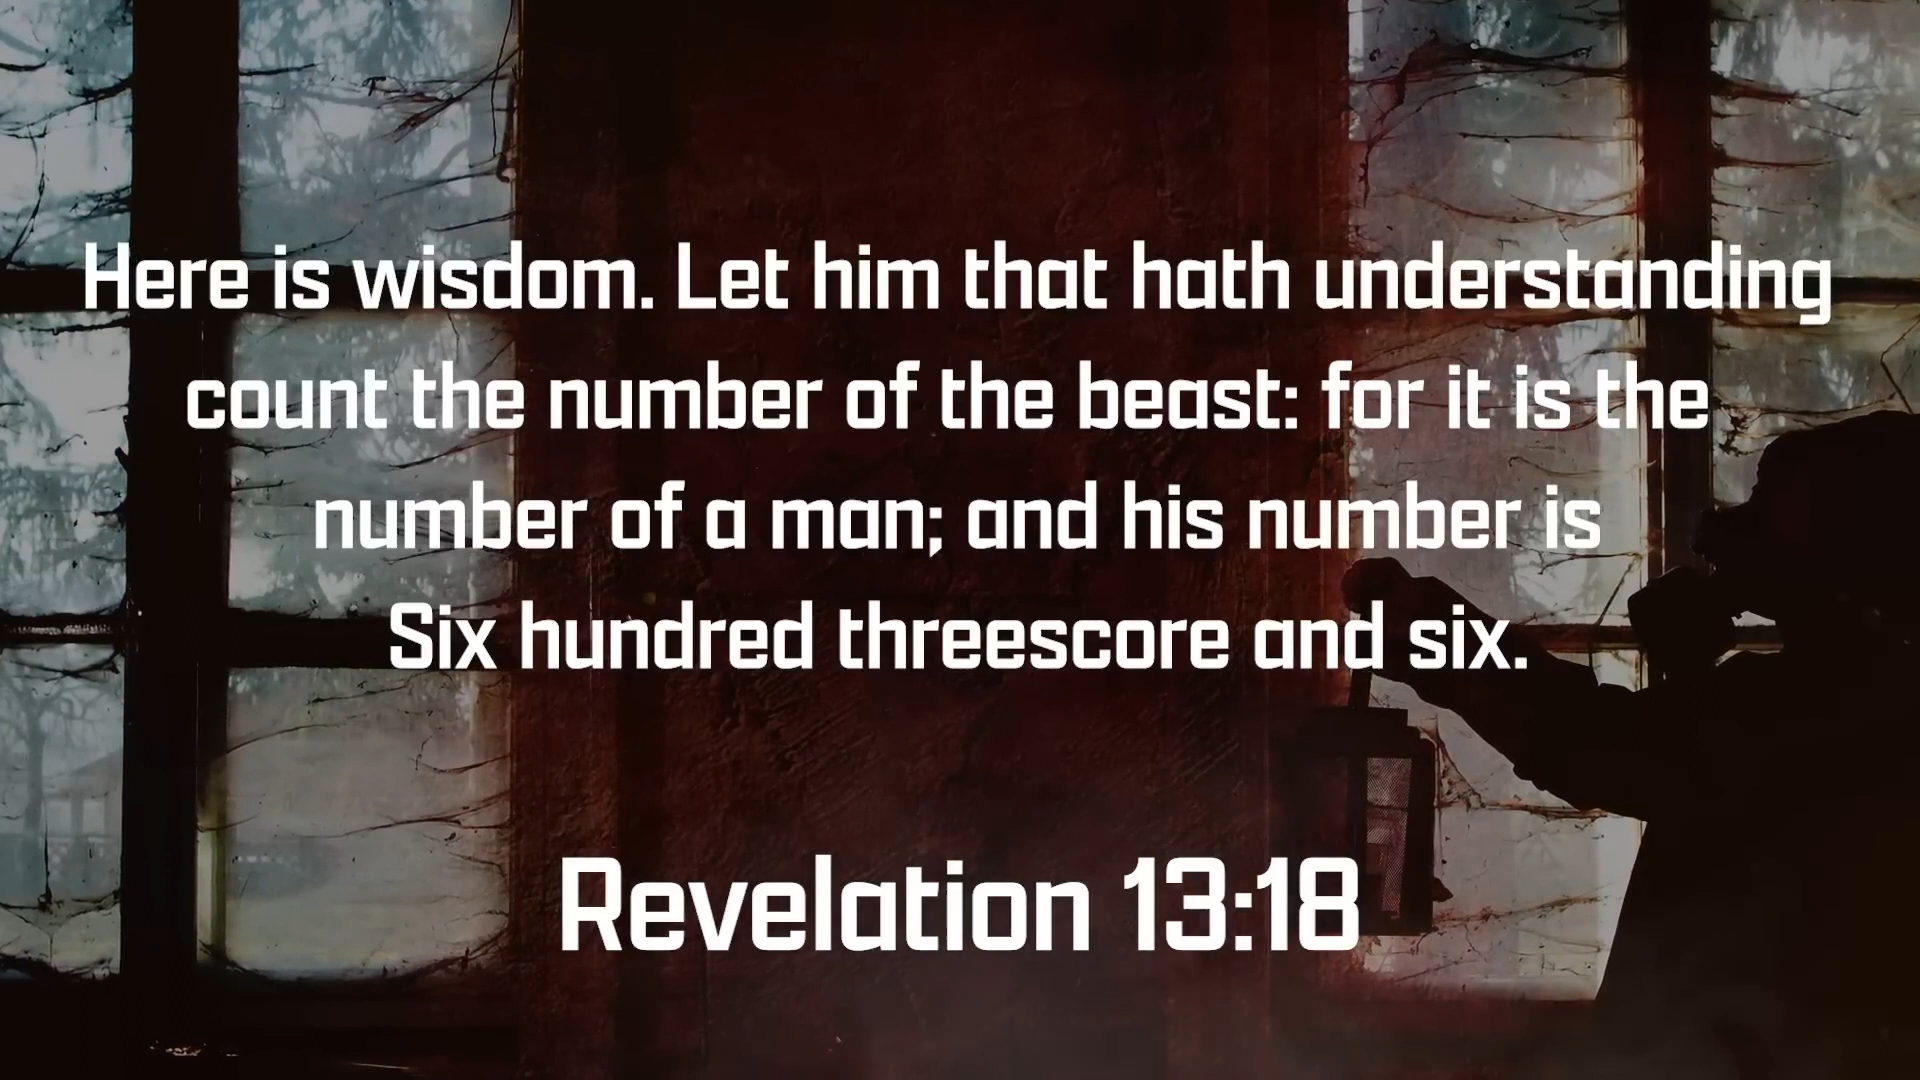 Here is wisdom. Let him that hath understanding
count the number of the beast: for it is the
number of a man; and his number is
Six hundred threescore and six.
Revelation 13:18